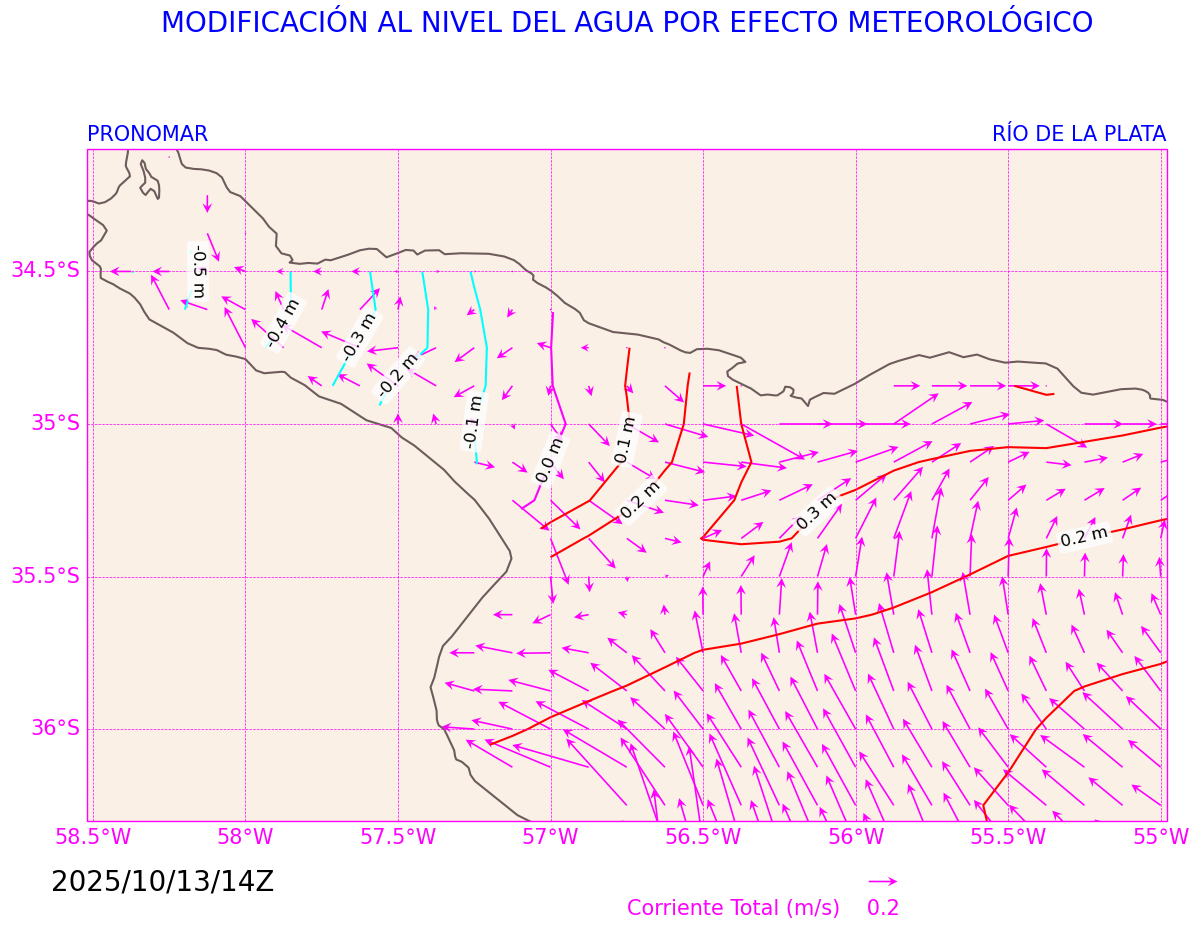 MODIFICACIÓN AL NIVEL DEL AGUA POR EFECTO METEOROLÓGICO
PRONOMAR
RÍO DE LA PLATA
34.5°S
35°S
35.5°S
36°S
-0.5 m
-0.4 m
-0.3 m
-0.2 m
-0.1 m
0.0 m
0.1 m
0.2 m
0.3 m
0.2 m
58.5°W
58°W
57.5°W
57°W
56.5°W
56°W
55.5°W
55°W
2025/10/13/14Z
Corriente Total (m/s)
0.2